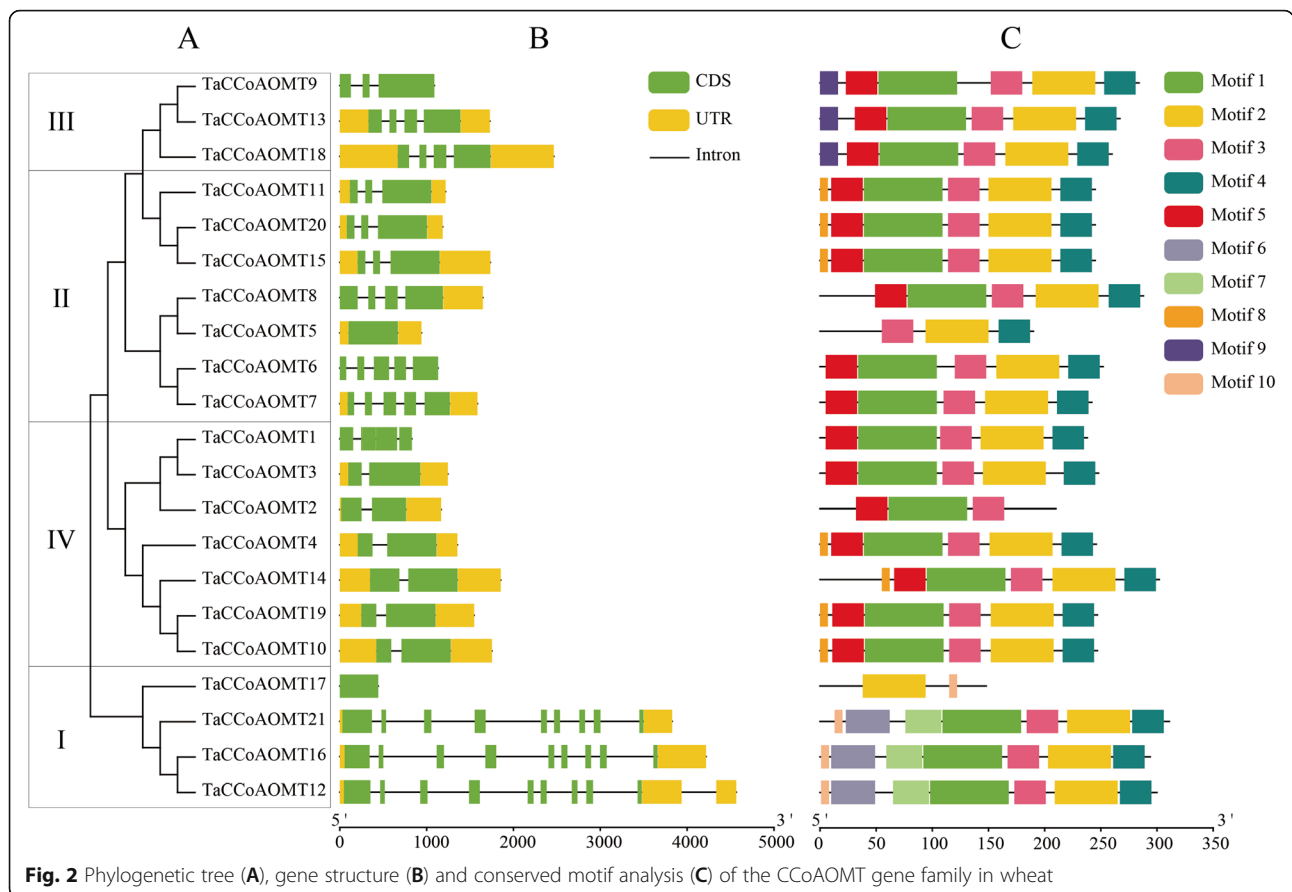 A
B
C
III
II
IV
I
TaCCoAOMT9
TaCCoAOMT13
TaCCoAOMT18
TaCCoAOMT11
TaCCoAOMT20
TaCCoAOMT15
TaCCoAOMT8
TaCCoAOMT5
TaCCoAOMT6
TaCCoAOMT7
TaCCoAOMT1
TaCCoAOMT3
TaCCoAOMT2
TaCCoAOMT4
TaCCoAOMT14
TaCCoAOMT19
TaCCoAOMT10
TaCCoAOMT17
TaCCoAOMT21
TaCCoAOMT16
TaCCoAOMT12
CDS
UTR
Intron
5' 3'
0 1000 2000 3000 4000 5000
Motif 1
Motif 2
Motif 3
Motif 4
Motif 5
Motif 6
Motif 7
Motif 8
Motif 9
Motif 10
5' 3'
0 50 100 150 200 250 300 350
Fig. 2 Phylogenetic tree (A), gene structure (B) and conserved motif analysis (C) of the CCoAOMT gene family in wheat